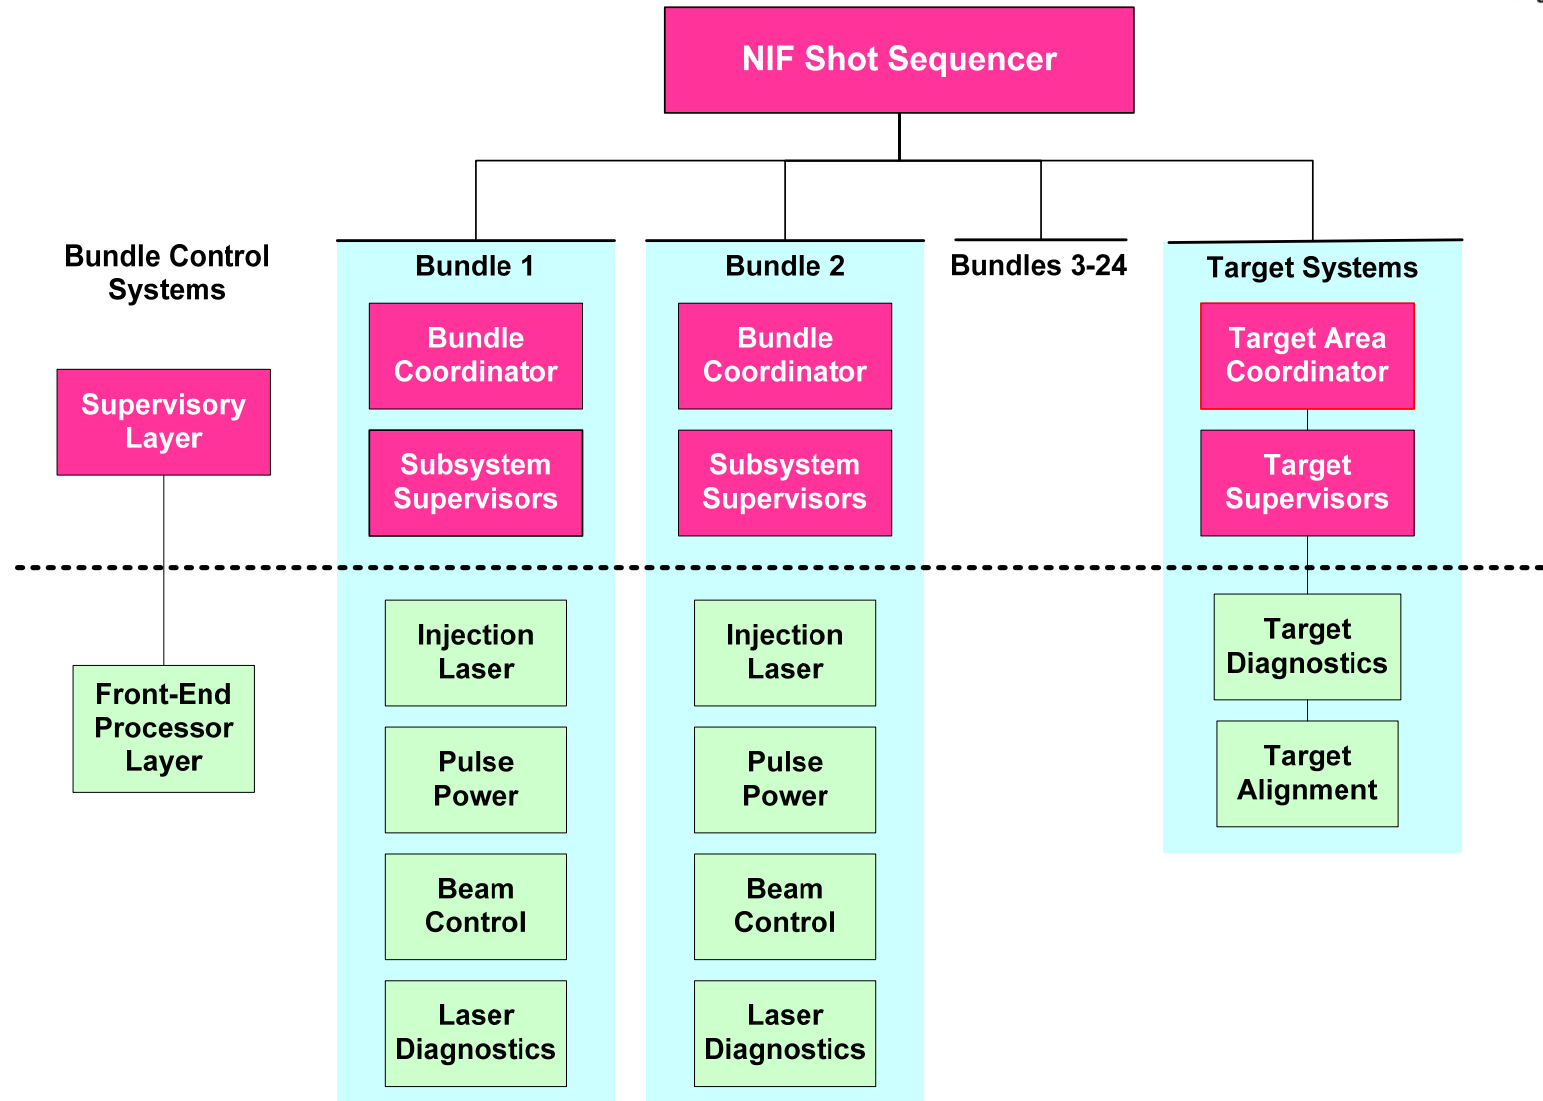 NIF Shot Sequencer
Bundle Control
Systems
Supervisory
Layer
Front-End
Processor
Layer
Bundle 1
Bundle
Coordinator
Subsystem
Supervisors
Injection
Laser
Pulse
Power
Beam
Control
Laser
Diagnostics
Bundle 2
Bundle
Coordinator
Subsystem
Supervisors
Injection
Laser
Pulse
Power
Beam
Control
Laser
Diagnostics
Bundles 3-24
Target Systems
Target Area
Coordinator
Target
Supervisors
Target
Diagnostics
Target
Alignment